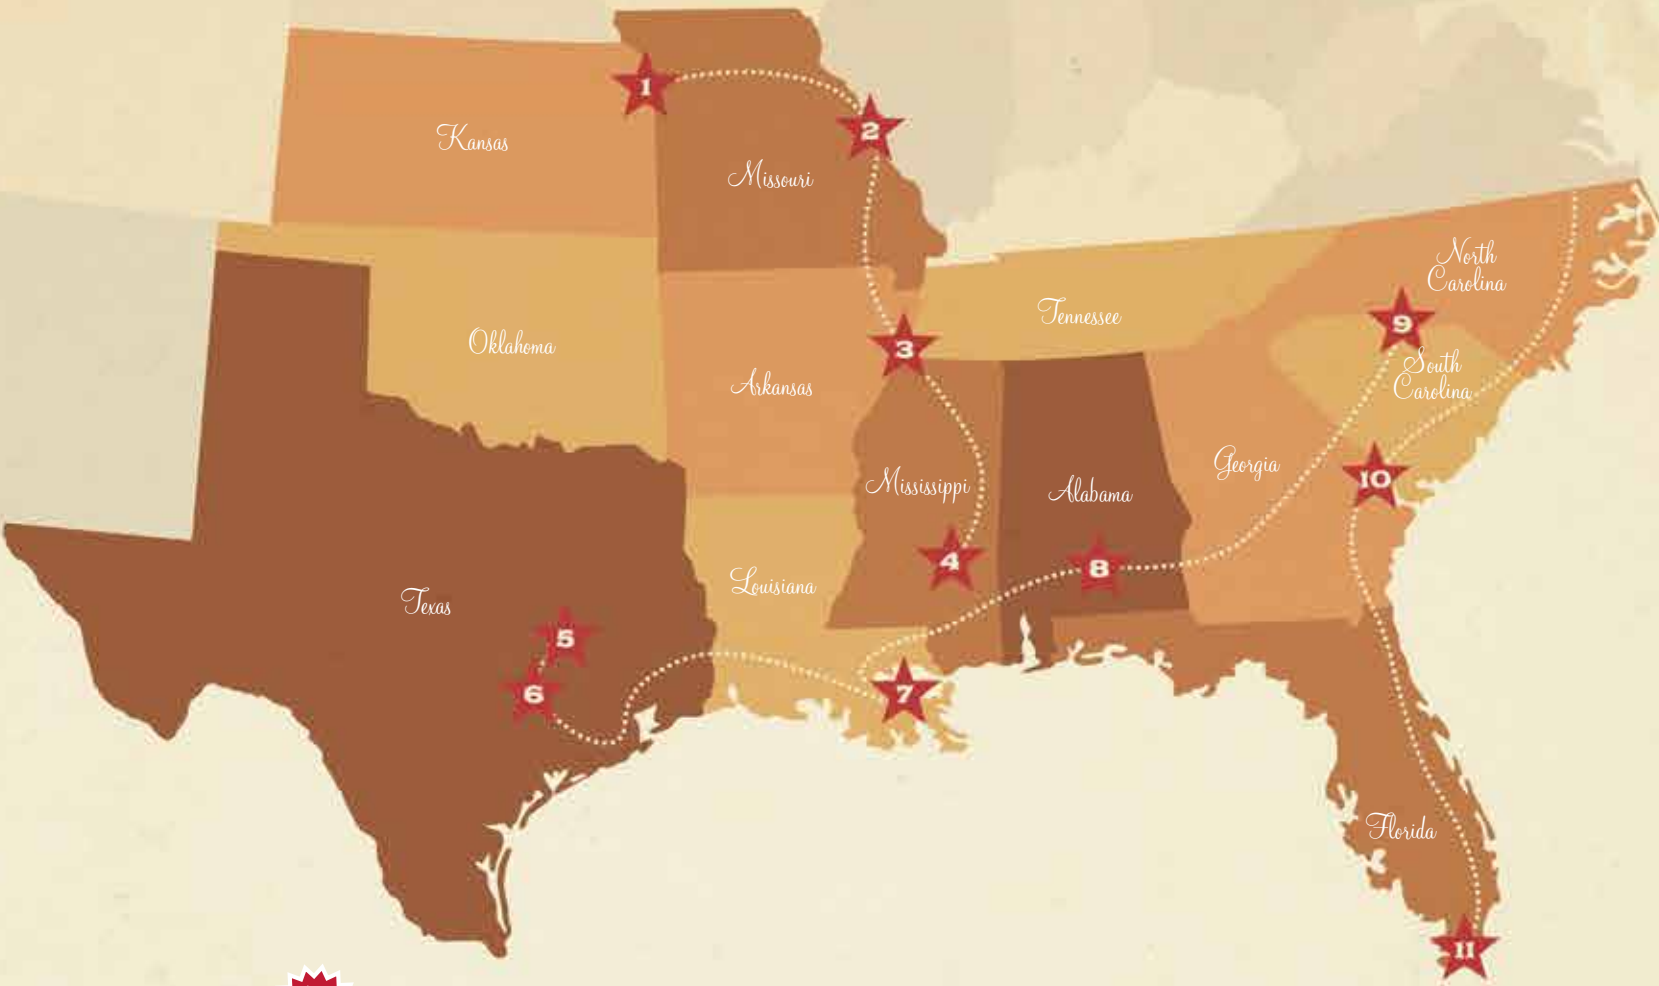 1
2
Kansas
Missouri
North
Carolina
Tennessee
9
Oklahoma
3
South
Carolina
Arkansas
Georgia
10
Mississippi
Alabama
4
8
Louisiana
Texas
5
6
7
Florida
11